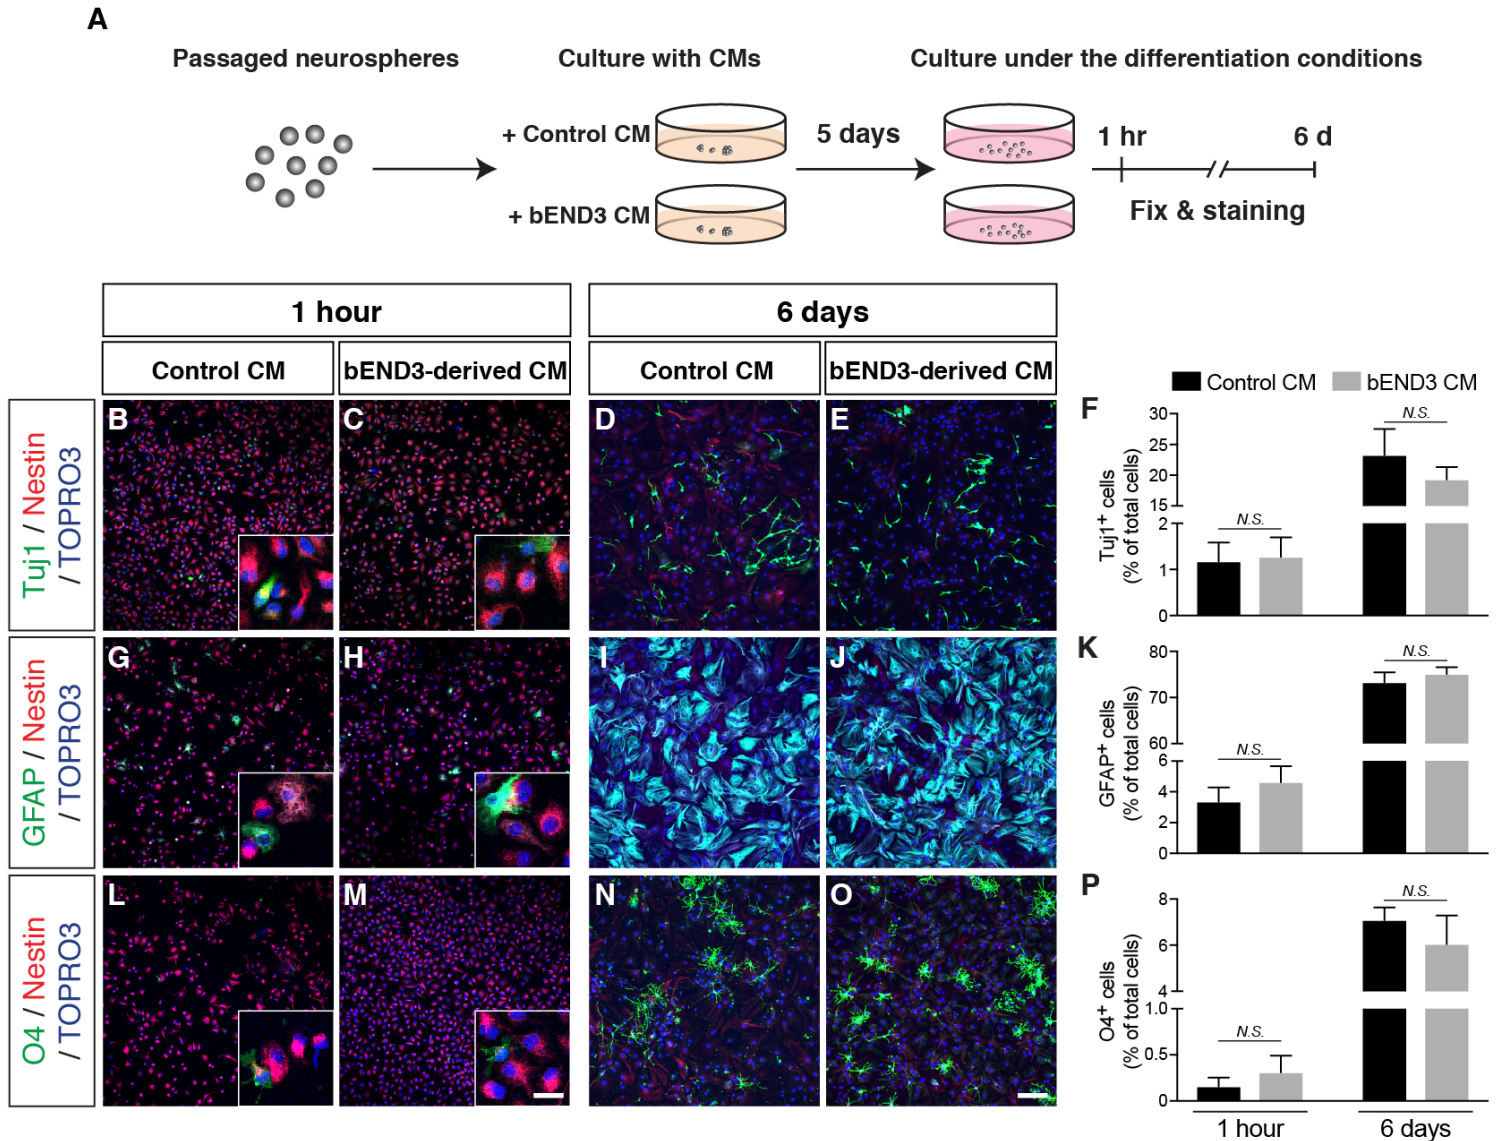 A
Passaged neurospheres
Culture with CMs
Culture under the differentiation conditions
+ Control CM
5 days
1 hr
6 d
+ bEND3 CM
Fix & staining
1 hour
6 days
Control CM
bEND3-derived CM
Control CM
bEND3-derived CM
Control CM
bEND3 CM
Tuj1 / Nestin
/ TOPRO3
B
C
D
E
F
Tuj1+ cells
(% of total cells)
30
25
20
15
2
1
0
N.S.
N.S.
GFAP / Nestin
/ TOPRO3
G
H
I
J
K
GFAP+ cells
(% of total cells)
80
70
60
6
4
2
0
N.S.
N.S.
O4 / Nestin
/ TOPRO3
L
M
N
O
P
O4+ cells
(% of total cells)
8
6
4
1.0
0.5
0
N.S.
N.S.
1 hour
6 days